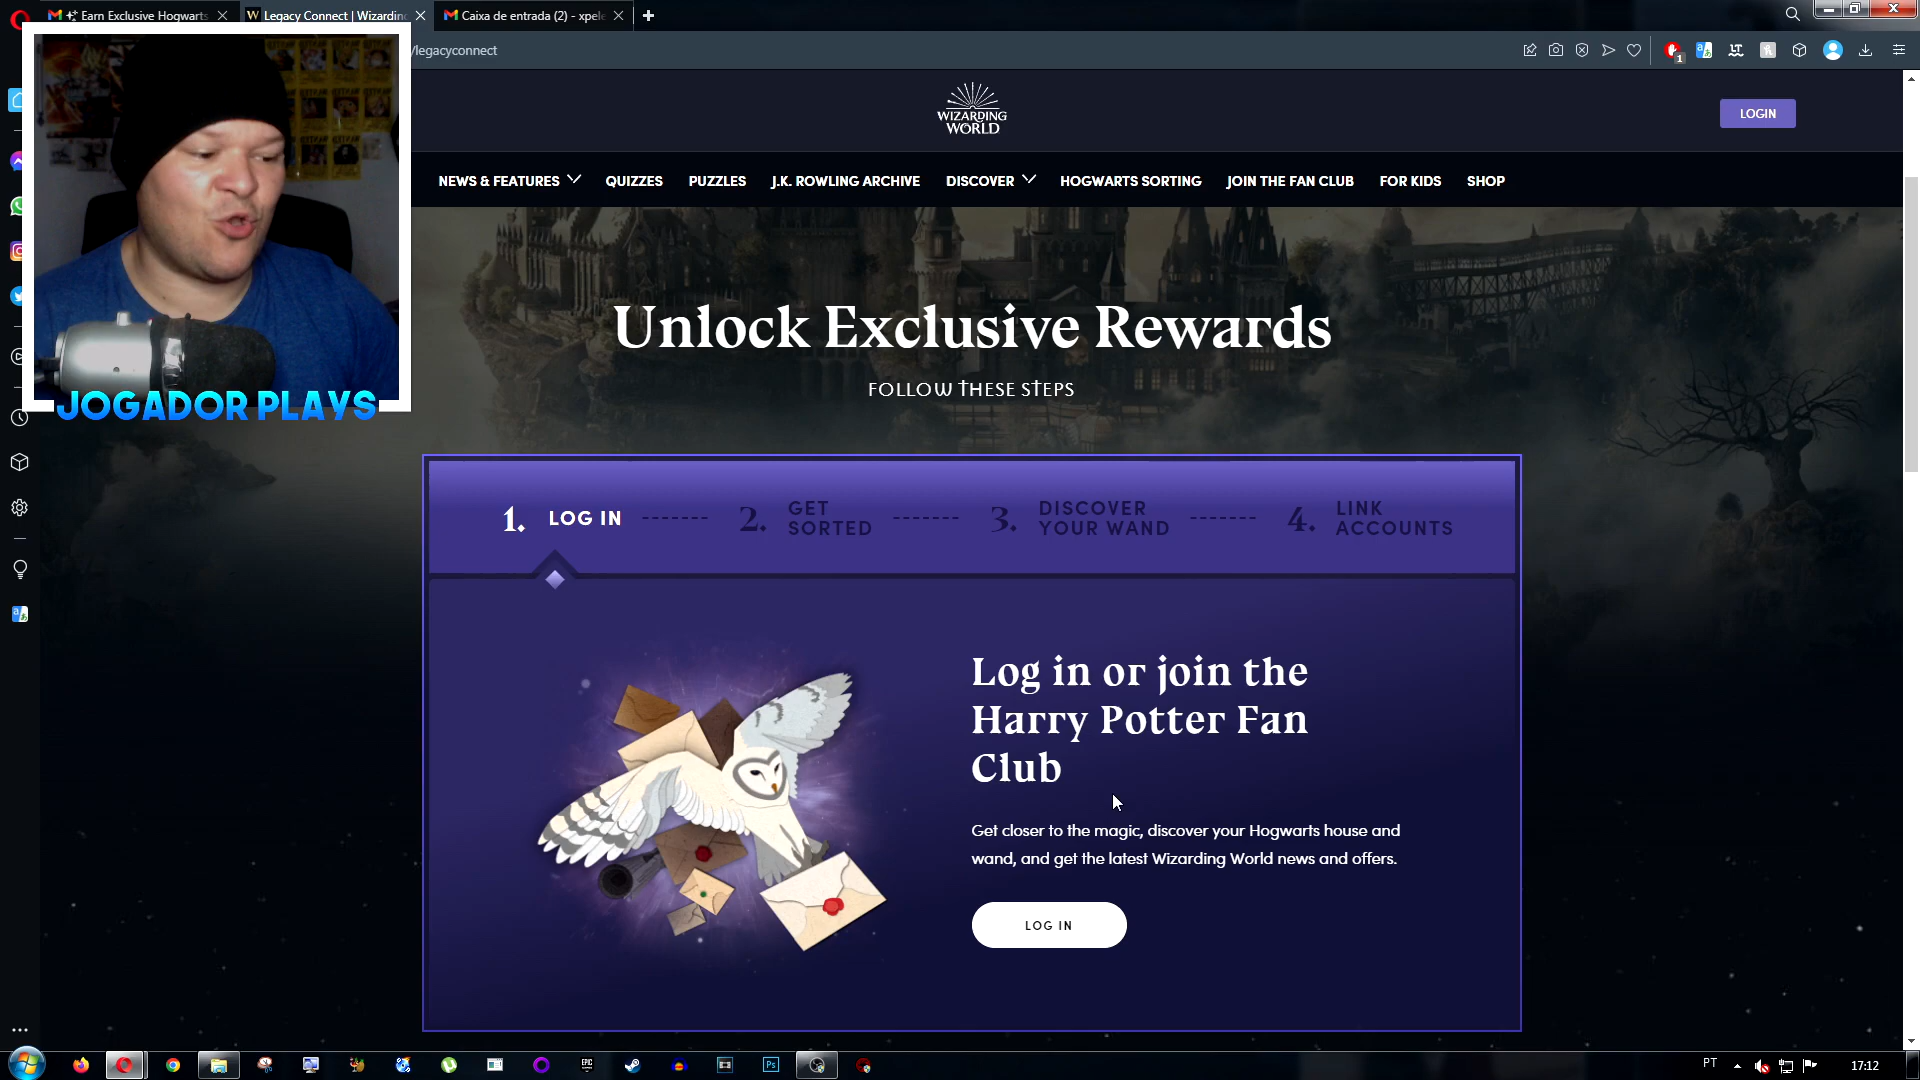 Earn Exclusive Hogwarts
Legacy Connect | Wizarding
Caixa de entrada (2) - xpele
/legacyconnect
1
WIZARDING
WORLD
LOGIN
NEWS & FEATURES
QUIZZES
PUZZLES
J.K. ROWLING ARCHIVE
DISCOVER
HOGWARTS SORTING
JOIN THE FAN CLUB
FOR KIDS
SHOP
Unlock Exclusive Rewards
FOLLOW THESE STEPS
JOGADOR PLAYS
1. LOG IN
2. GET
SORTED
3. DISCOVER
YOUR WAND
4. LINK
ACCOUNTS
Log in or join the
Harry Potter Fan
Club
Get closer to the magic, discover your Hogwarts house and
wand, and get the latest Wizarding World news and offers.
LOG IN
EPIC
Ps
PT
17:12